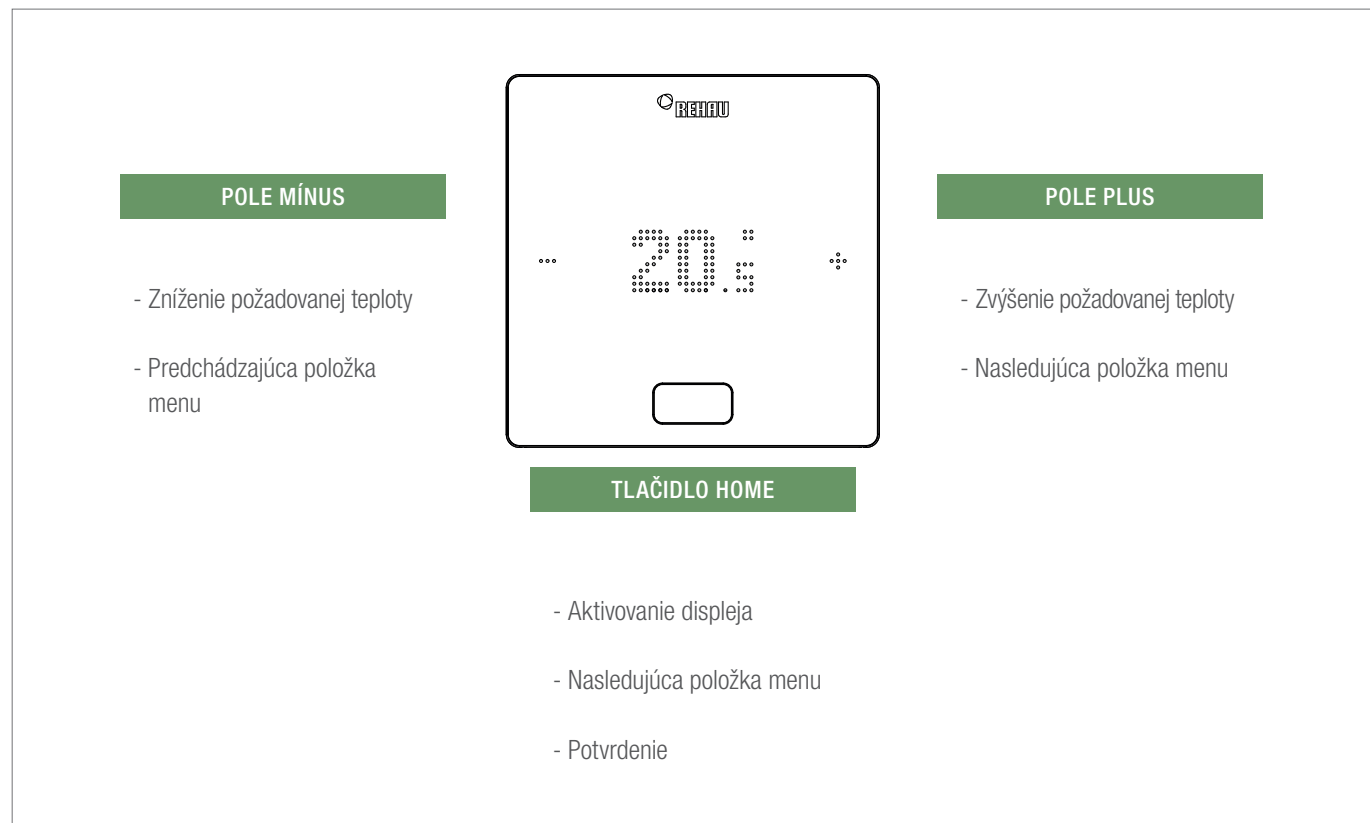 REHAU
POLE MÍNUS
- Zníženie požadovanej teploty
- Predchádzajúca položka
menu
20.5
POLE PLUS
- Zvýšenie požadovanej teploty
- Nasledujúca položka menu
TLAČIDLO HOME
- Aktivovanie displeja
- Nasledujúca položka menu
- Potvrdenie